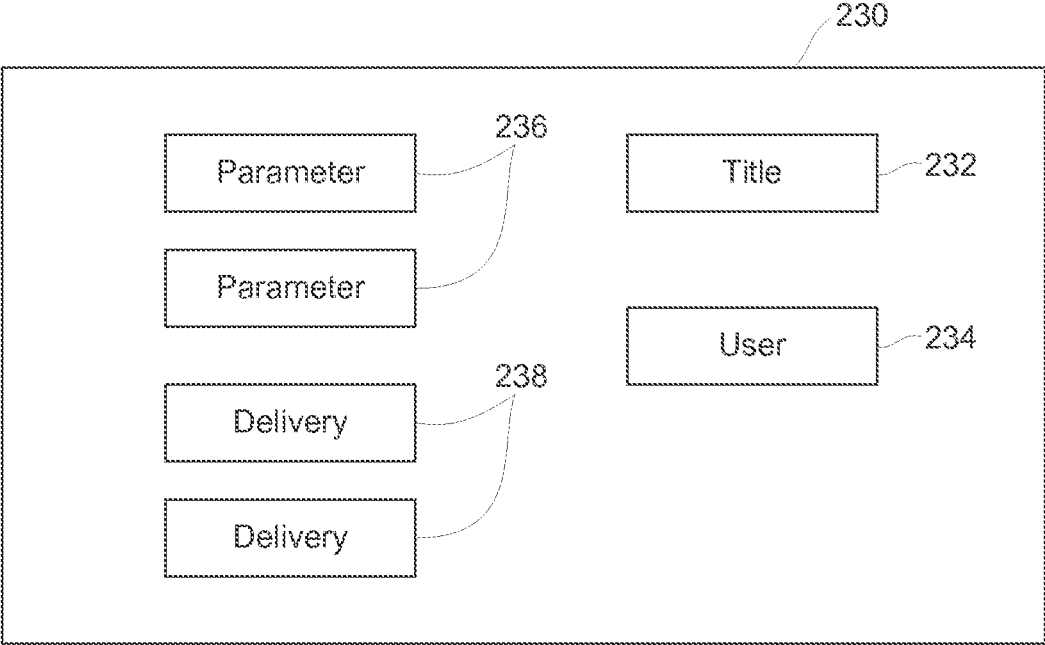 230
236
Parameter
Title
232
Parameter
User
234
238
Delivery
Delivery